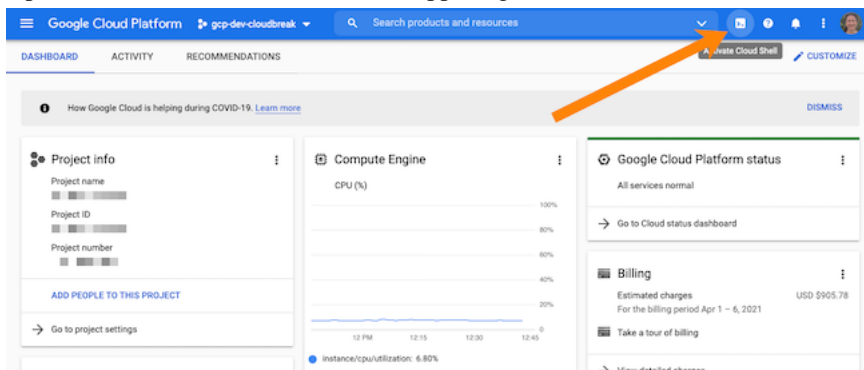 Google Cloud Platform gcp-dev-cloudbreak Search products and resources
Activate Cloud Shell
DASHBOARD ACTIVITY RECOMMENDATIONS CUSTOMIZE
How Google Cloud is helping during COVID-19. Learn more DISMISS
Project info
Project name
Project ID
Project number
ADD PEOPLE TO THIS PROJECT
Go to project settings
Compute Engine
CPU (%)
100%
80%
60%
40%
20%
0
12 PM 12:15 12:30 12:45
instance/cpu/utilization: 6.80%
Google Cloud Platform status
All services normal
Go to Cloud status dashboard
Billing
Estimated charges USD $905.78
For the billing period Apr 1 – 6, 2021
Take a tour of billing
View detailed charges